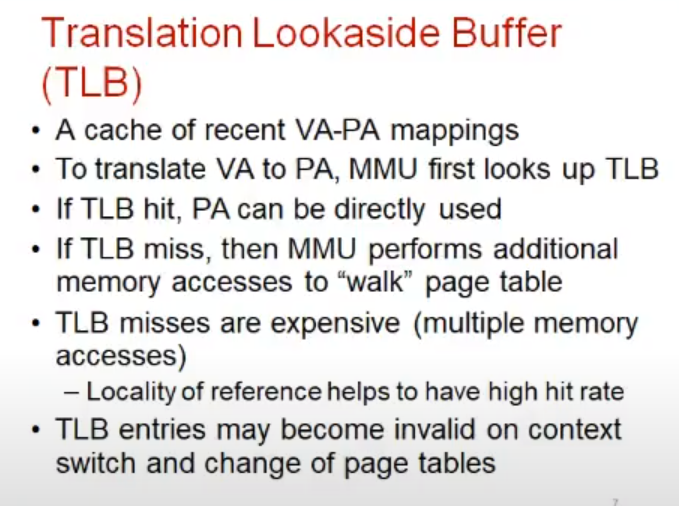 Translation Lookaside Buffer
(TLB)
• A cache of recent VA-PA mappings
• To translate VA to PA, MMU first looks up TLB
• If TLB hit, PA can be directly used
• If TLB miss, then MMU performs additional
memory accesses to “walk” page table
• TLB misses are expensive (multiple memory
accesses)
– Locality of reference helps to have high hit rate
• TLB entries may become invalid on context
switch and change of page tables
7